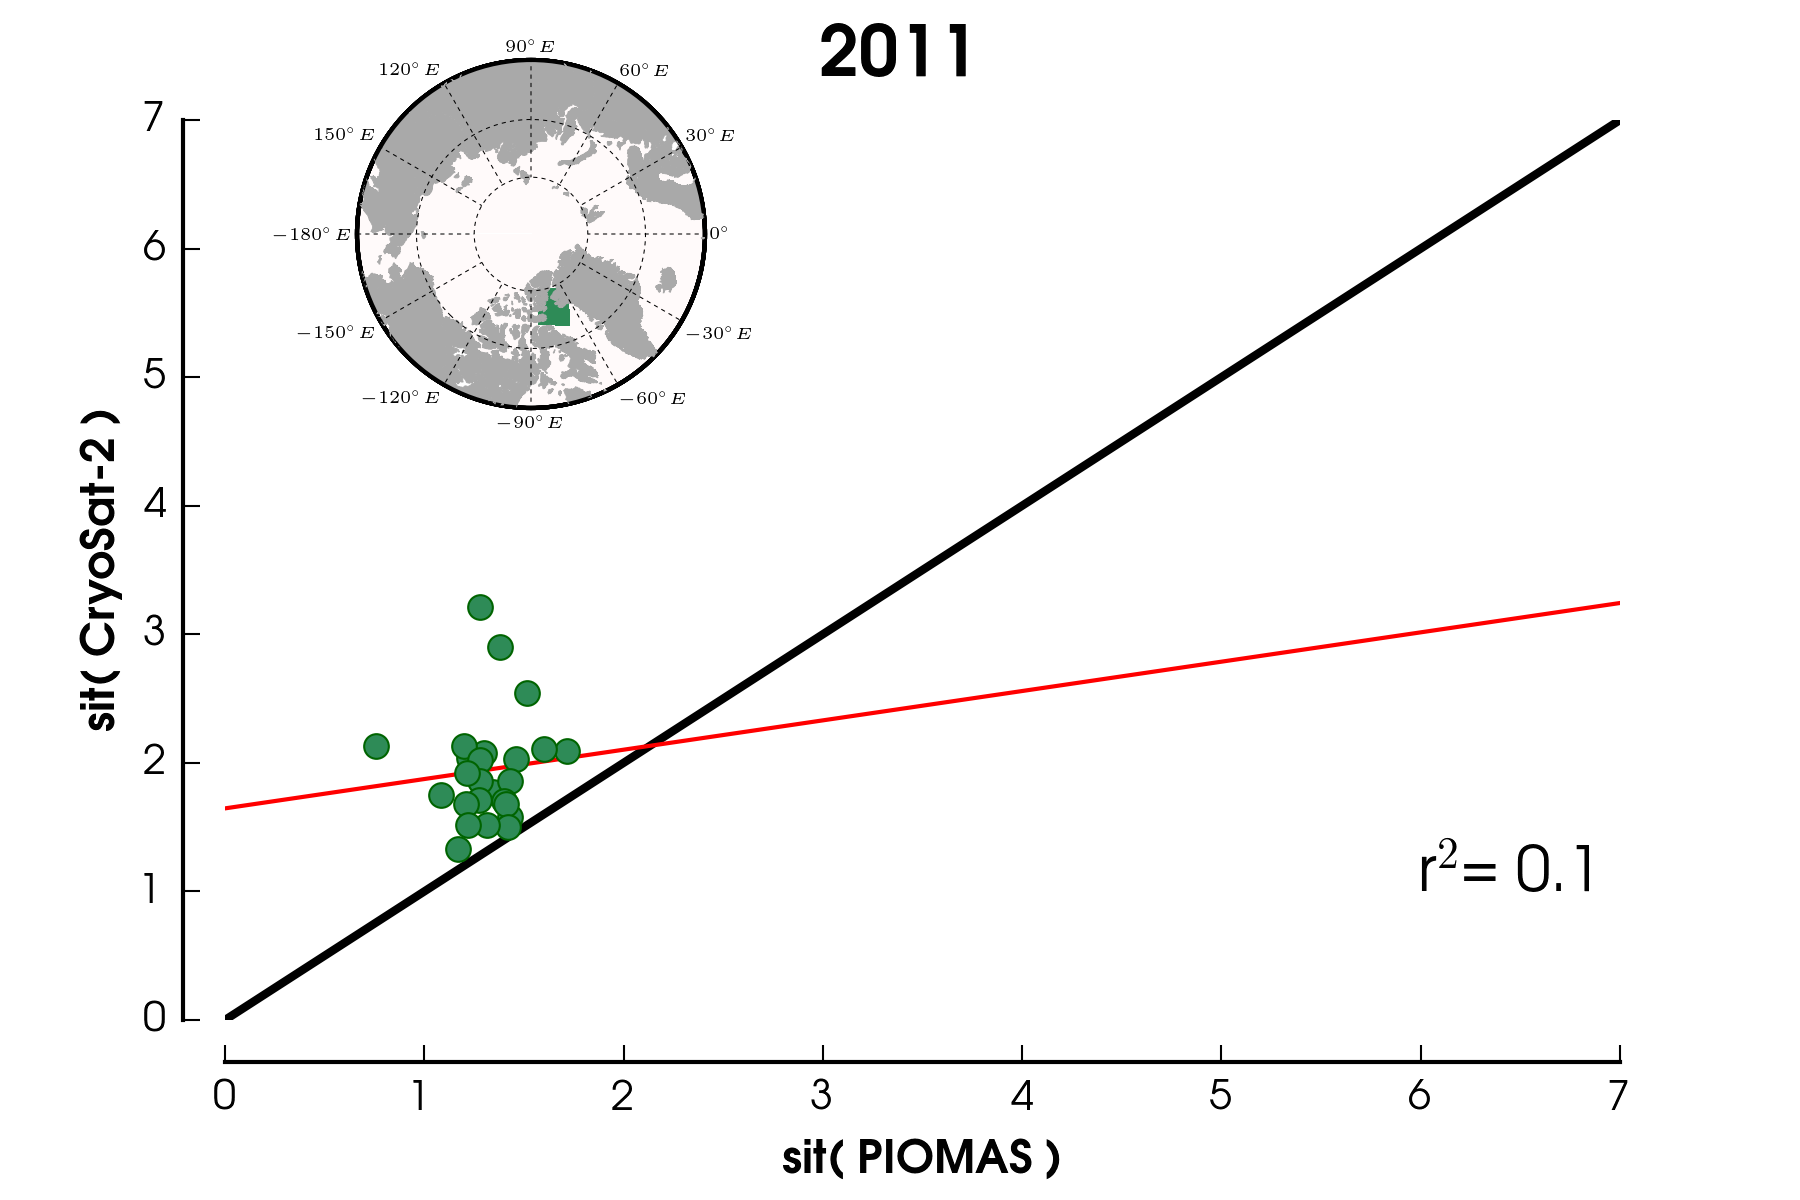 2011
90° E
120° E
60° E
150° E
30° E
−180° E
0°
−150° E
−30° E
−120° E
−60° E
−90° E
7
6
5
4
3
2
1
0
sit( CryoSat-2 )
r²= 0.1
0 1 2 3 4 5 6 7
sit( PIOMAS )